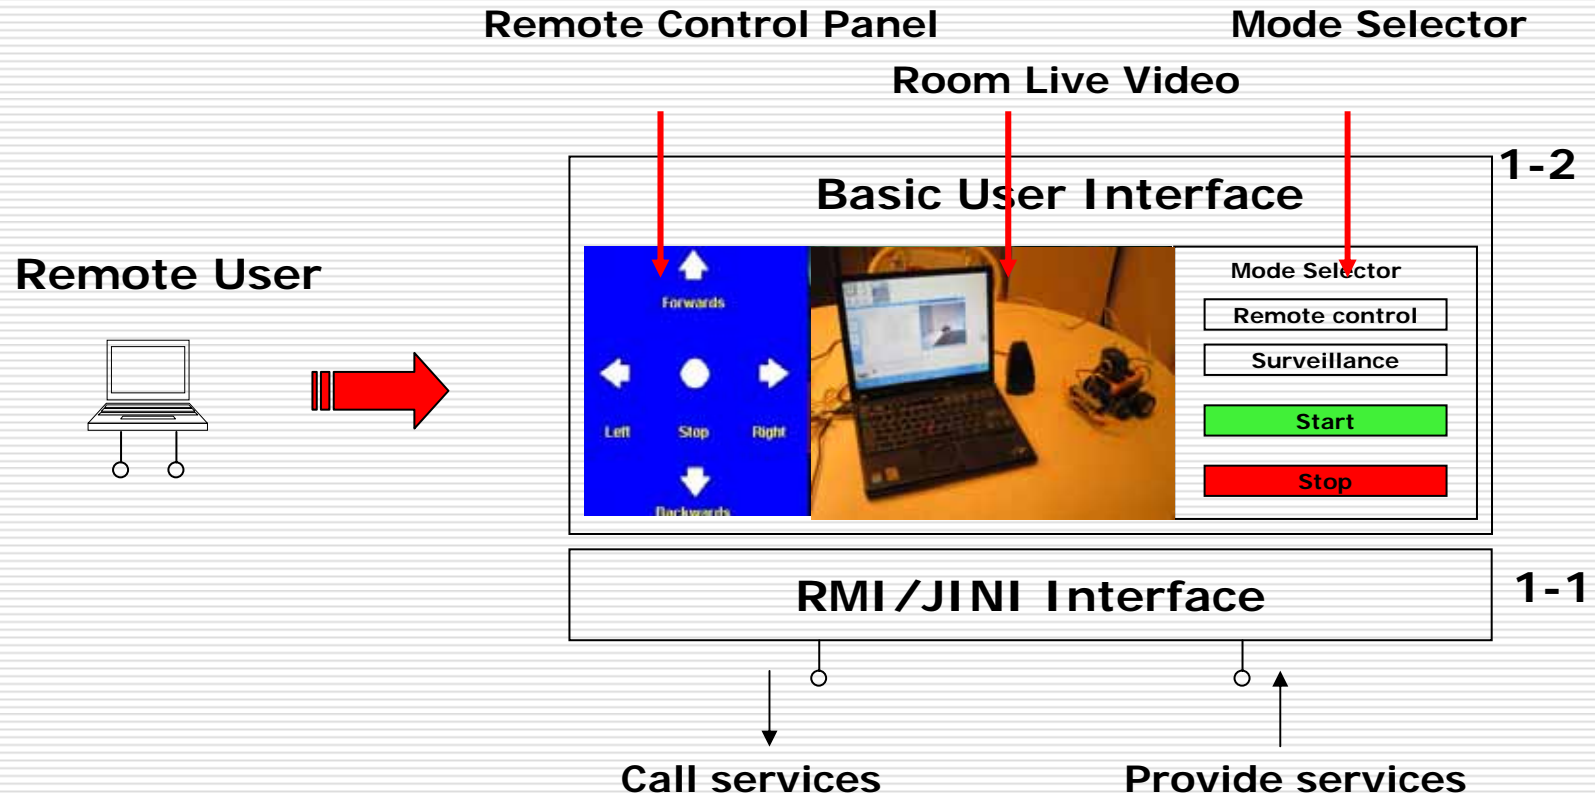 Remote Control Panel
Mode Selector
Room Live Video
1-2
Basic User Interface
Remote User
Forwards
Left
Stop
Right
Backwards
Mode Selector
Remote control
Surveillance
Start
Stop
RMI/JINI Interface
1-1
Call services
Provide services